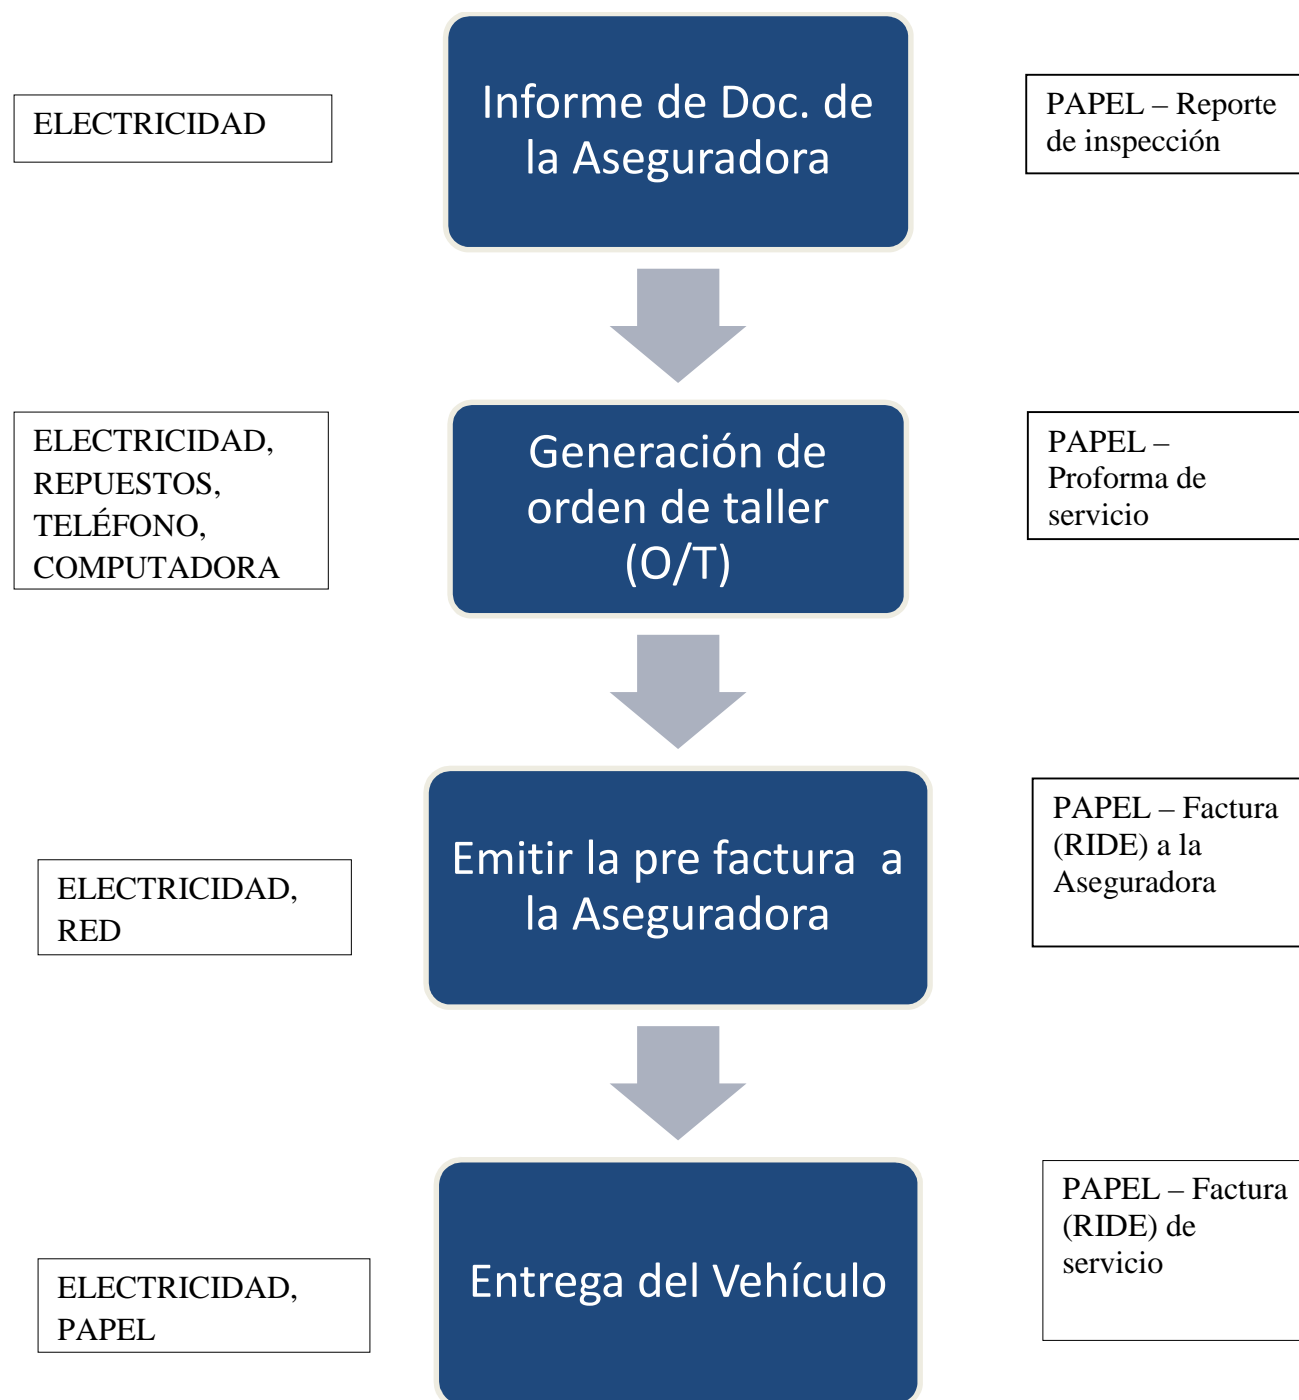 ELECTRICIDAD
Informe de Doc. de
la Aseguradora
PAPEL – Reporte
de inspección
ELECTRICIDAD,
REPUESTOS,
TELÉFONO,
COMPUTADORA
Generación de
orden de taller
(O/T)
PAPEL –
Proforma de
servicio
ELECTRICIDAD,
RED
Emitir la pre factura  a
la Aseguradora
PAPEL – Factura
(RIDE) a la
Aseguradora
ELECTRICIDAD,
PAPEL
Entrega del Vehículo
PAPEL – Factura
(RIDE) de
servicio